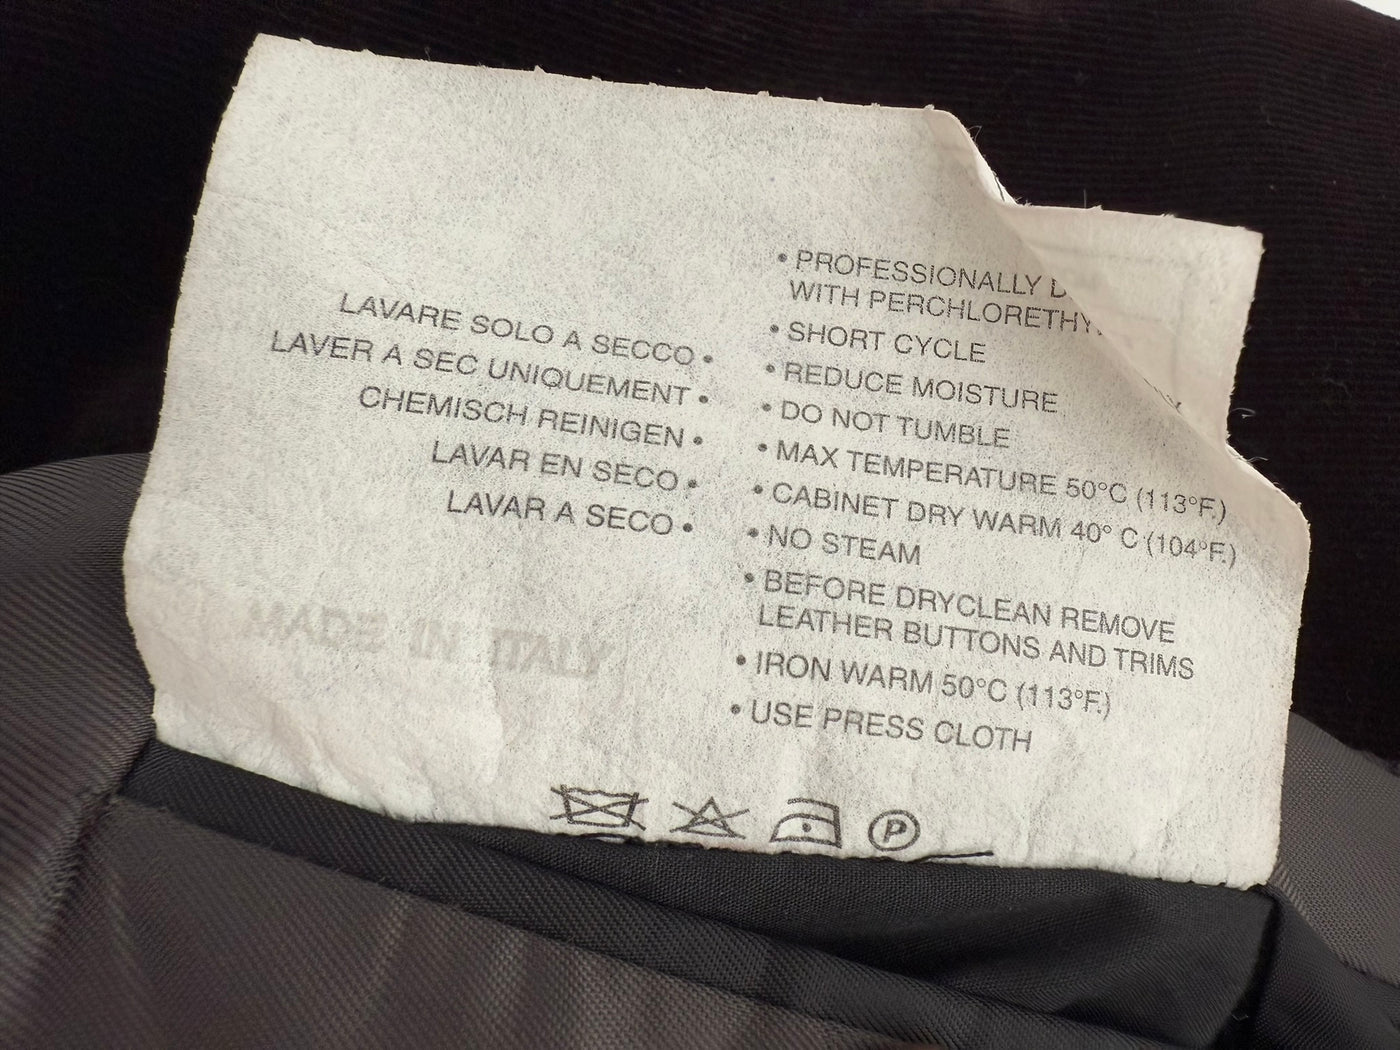 LAVARE SOLO A SECCO •
LAVER A SEC UNIQUEMENT •
CHEMISCH REINIGEN •
LAVAR EN SECO •
LAVAR A SECO •
MADE IN ITALY
• PROFESSIONALLY
WITH
• SHORT CYCLE
• REDUCE MOISTURE
• DO NOT TUMBLE
• MAX TEMPERATURE 50°C (113°F.)
• CABINET DRY WARM 40° C (104°F.)
• NO STEAM
• BEFORE DRYCLEAN REMOVE
LEATHER BUTTONS AND TRIMS
• IRON WARM 50°C (113°F.)
• USE PRESS CLOTH
P